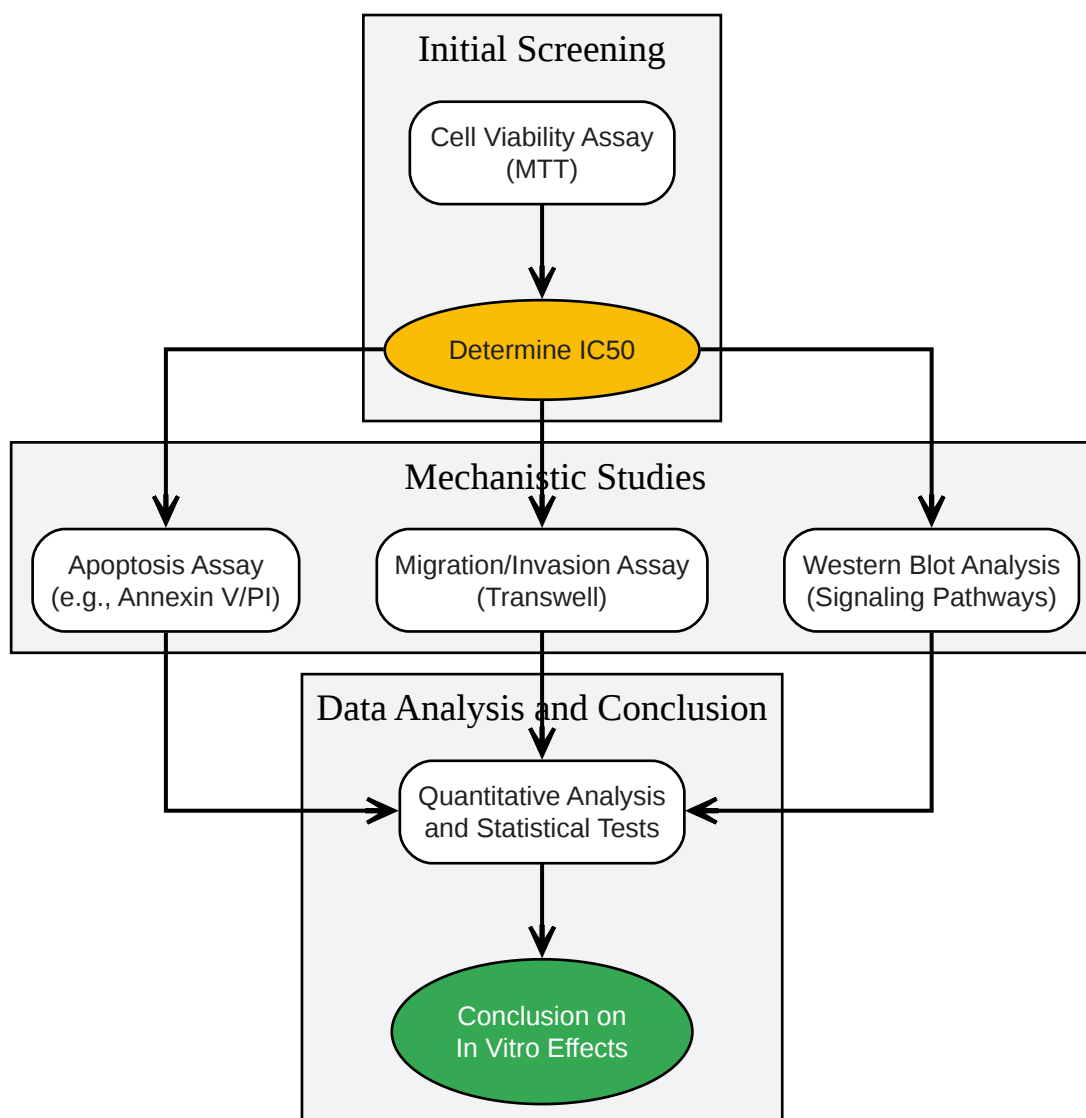 Initial Screening
Cell Viability Assay
(MTT)
Determine IC50
Mechanistic Studies
Apoptosis Assay
(e.g., Annexin V/PI)
Migration/Invasion Assay
(Transwell)
Western Blot Analysis
(Signaling Pathways)
Data Analysis and Conclusion
Quantitative Analysis
and Statistical Tests
Conclusion on
In Vitro Effects